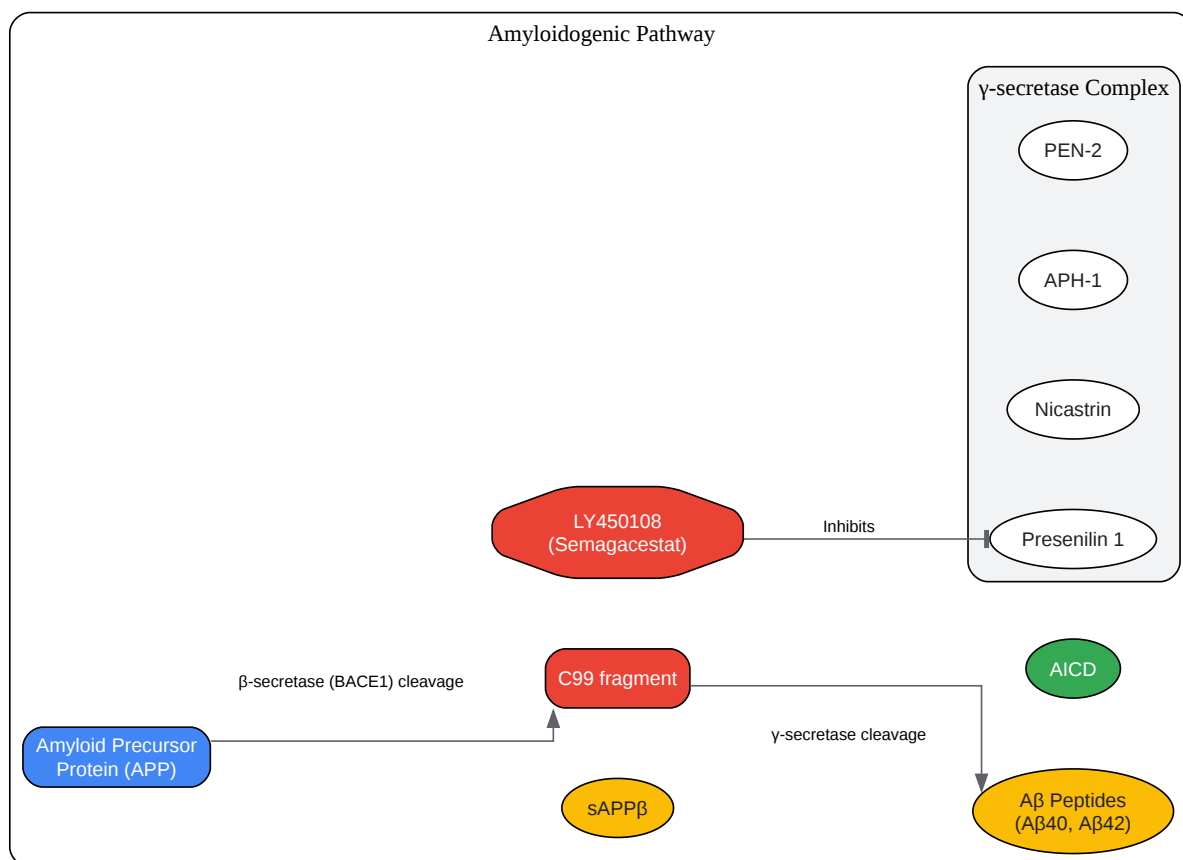 Amyloidogenic Pathway
γ-secretase Complex
PEN-2
APH-1
Nicastrin
LY450108
(Semagacestat)
Inhibits
Presenilin 1
β-secretase (BACE1) cleavage
C99 fragment
AICD
γ-secretase cleavage
Amyloid Precursor
Protein (APP)
sAPPβ
Aβ Peptides
(Aβ40, Aβ42)